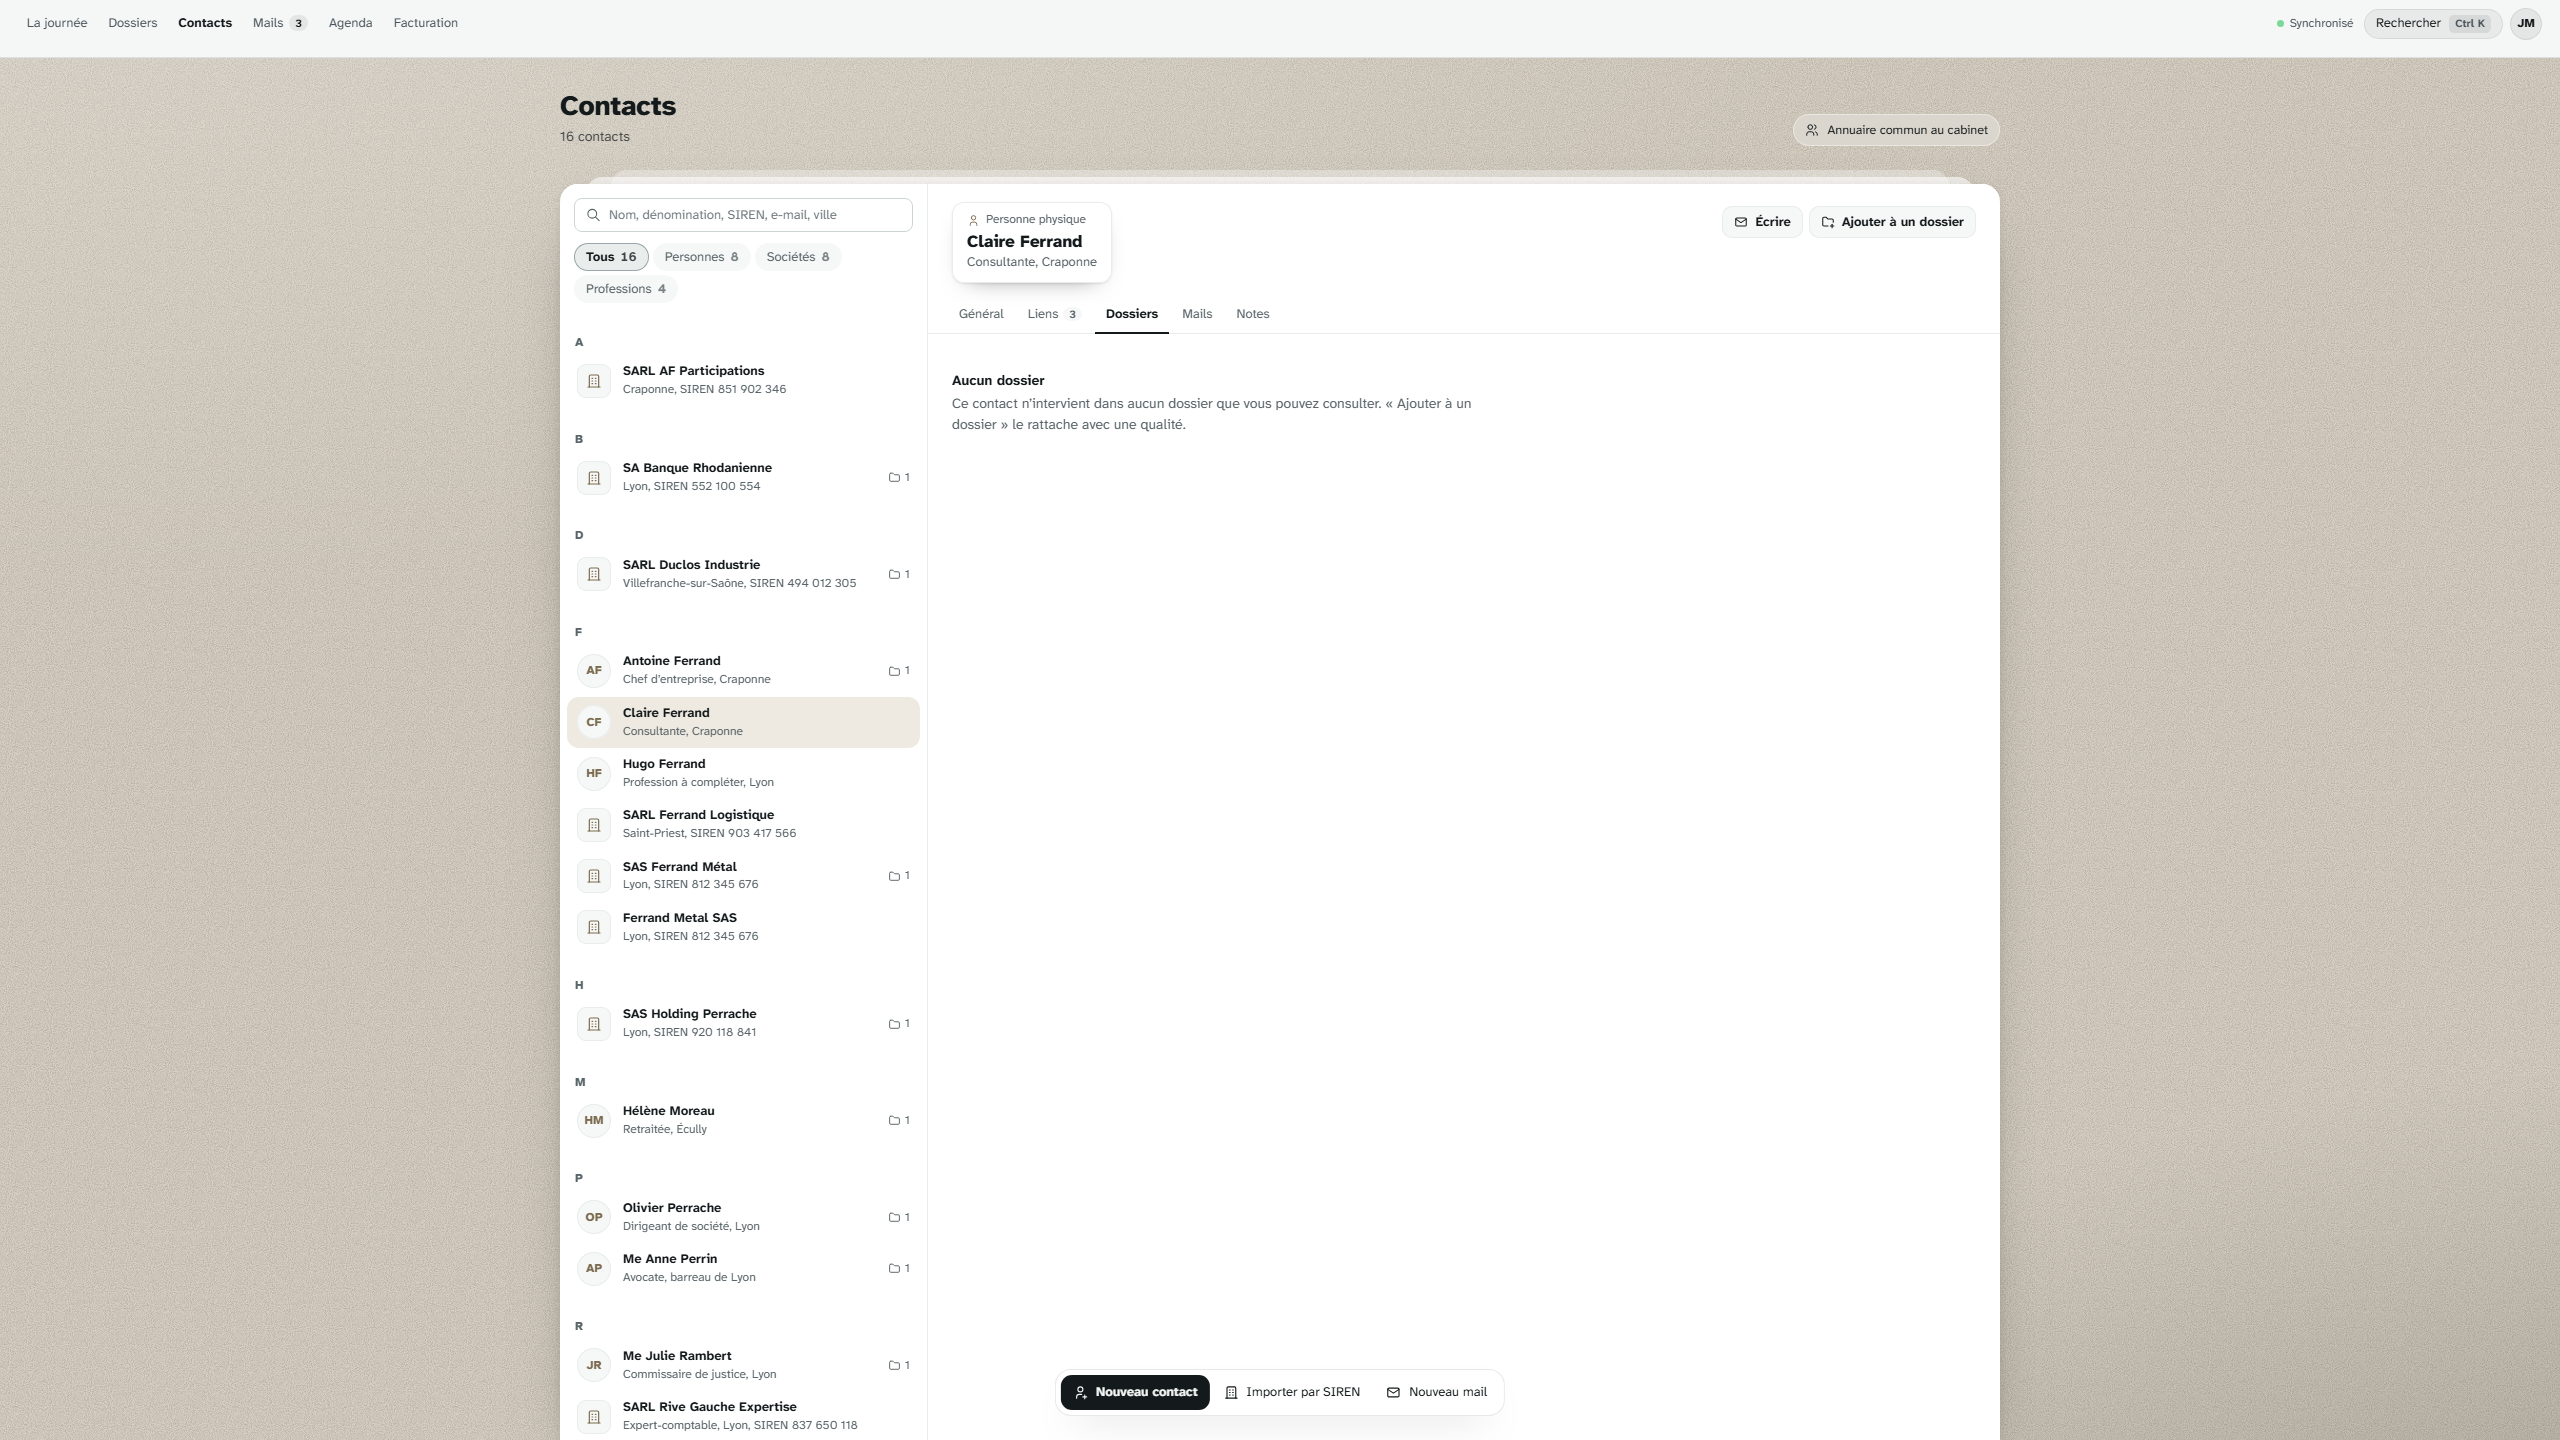 La journée Dossiers Contacts Mails 3 Agenda Facturation
Synchronisé Rechercher Ctrl K JM
Contacts
16 contacts
Annuaire commun au cabinet
Nom, dénomination, SIREN, e-mail, ville
Tous 16 Personnes 8 Sociétés 8
Professions 4
A
SARL AF Participations
Craponne, SIREN 851 902 346
B
SA Banque Rhodanienne
Lyon, SIREN 552 100 554
1
D
SARL Duclos Industrie
Villefranche-sur-Saône, SIREN 494 012 305
1
F
AF
Antoine Ferrand
Chef d’entreprise, Craponne
1
CF
Claire Ferrand
Consultante, Craponne
HF
Hugo Ferrand
Profession à compléter, Lyon
SARL Ferrand Logistique
Saint-Priest, SIREN 903 417 566
SAS Ferrand Métal
Lyon, SIREN 812 345 676
1
Ferrand Metal SAS
Lyon, SIREN 812 345 676
H
SAS Holding Perrache
Lyon, SIREN 920 118 841
1
M
HM
Hélène Moreau
Retraitée, Écully
1
P
OP
Olivier Perrache
Dirigeant de société, Lyon
1
AP
Me Anne Perrin
Avocate, barreau de Lyon
1
R
JR
Me Julie Rambert
Commissaire de justice, Lyon
1
SARL Rive Gauche Expertise
Expert-comptable, Lyon, SIREN 837 650 118
Personne physique
Claire Ferrand
Consultante, Craponne
Écrire Ajouter à un dossier
Général Liens 3 Dossiers Mails Notes
Aucun dossier
Ce contact n’intervient dans aucun dossier que vous pouvez consulter. « Ajouter à un
dossier » le rattache avec une qualité.
Nouveau contact Importer par SIREN Nouveau mail